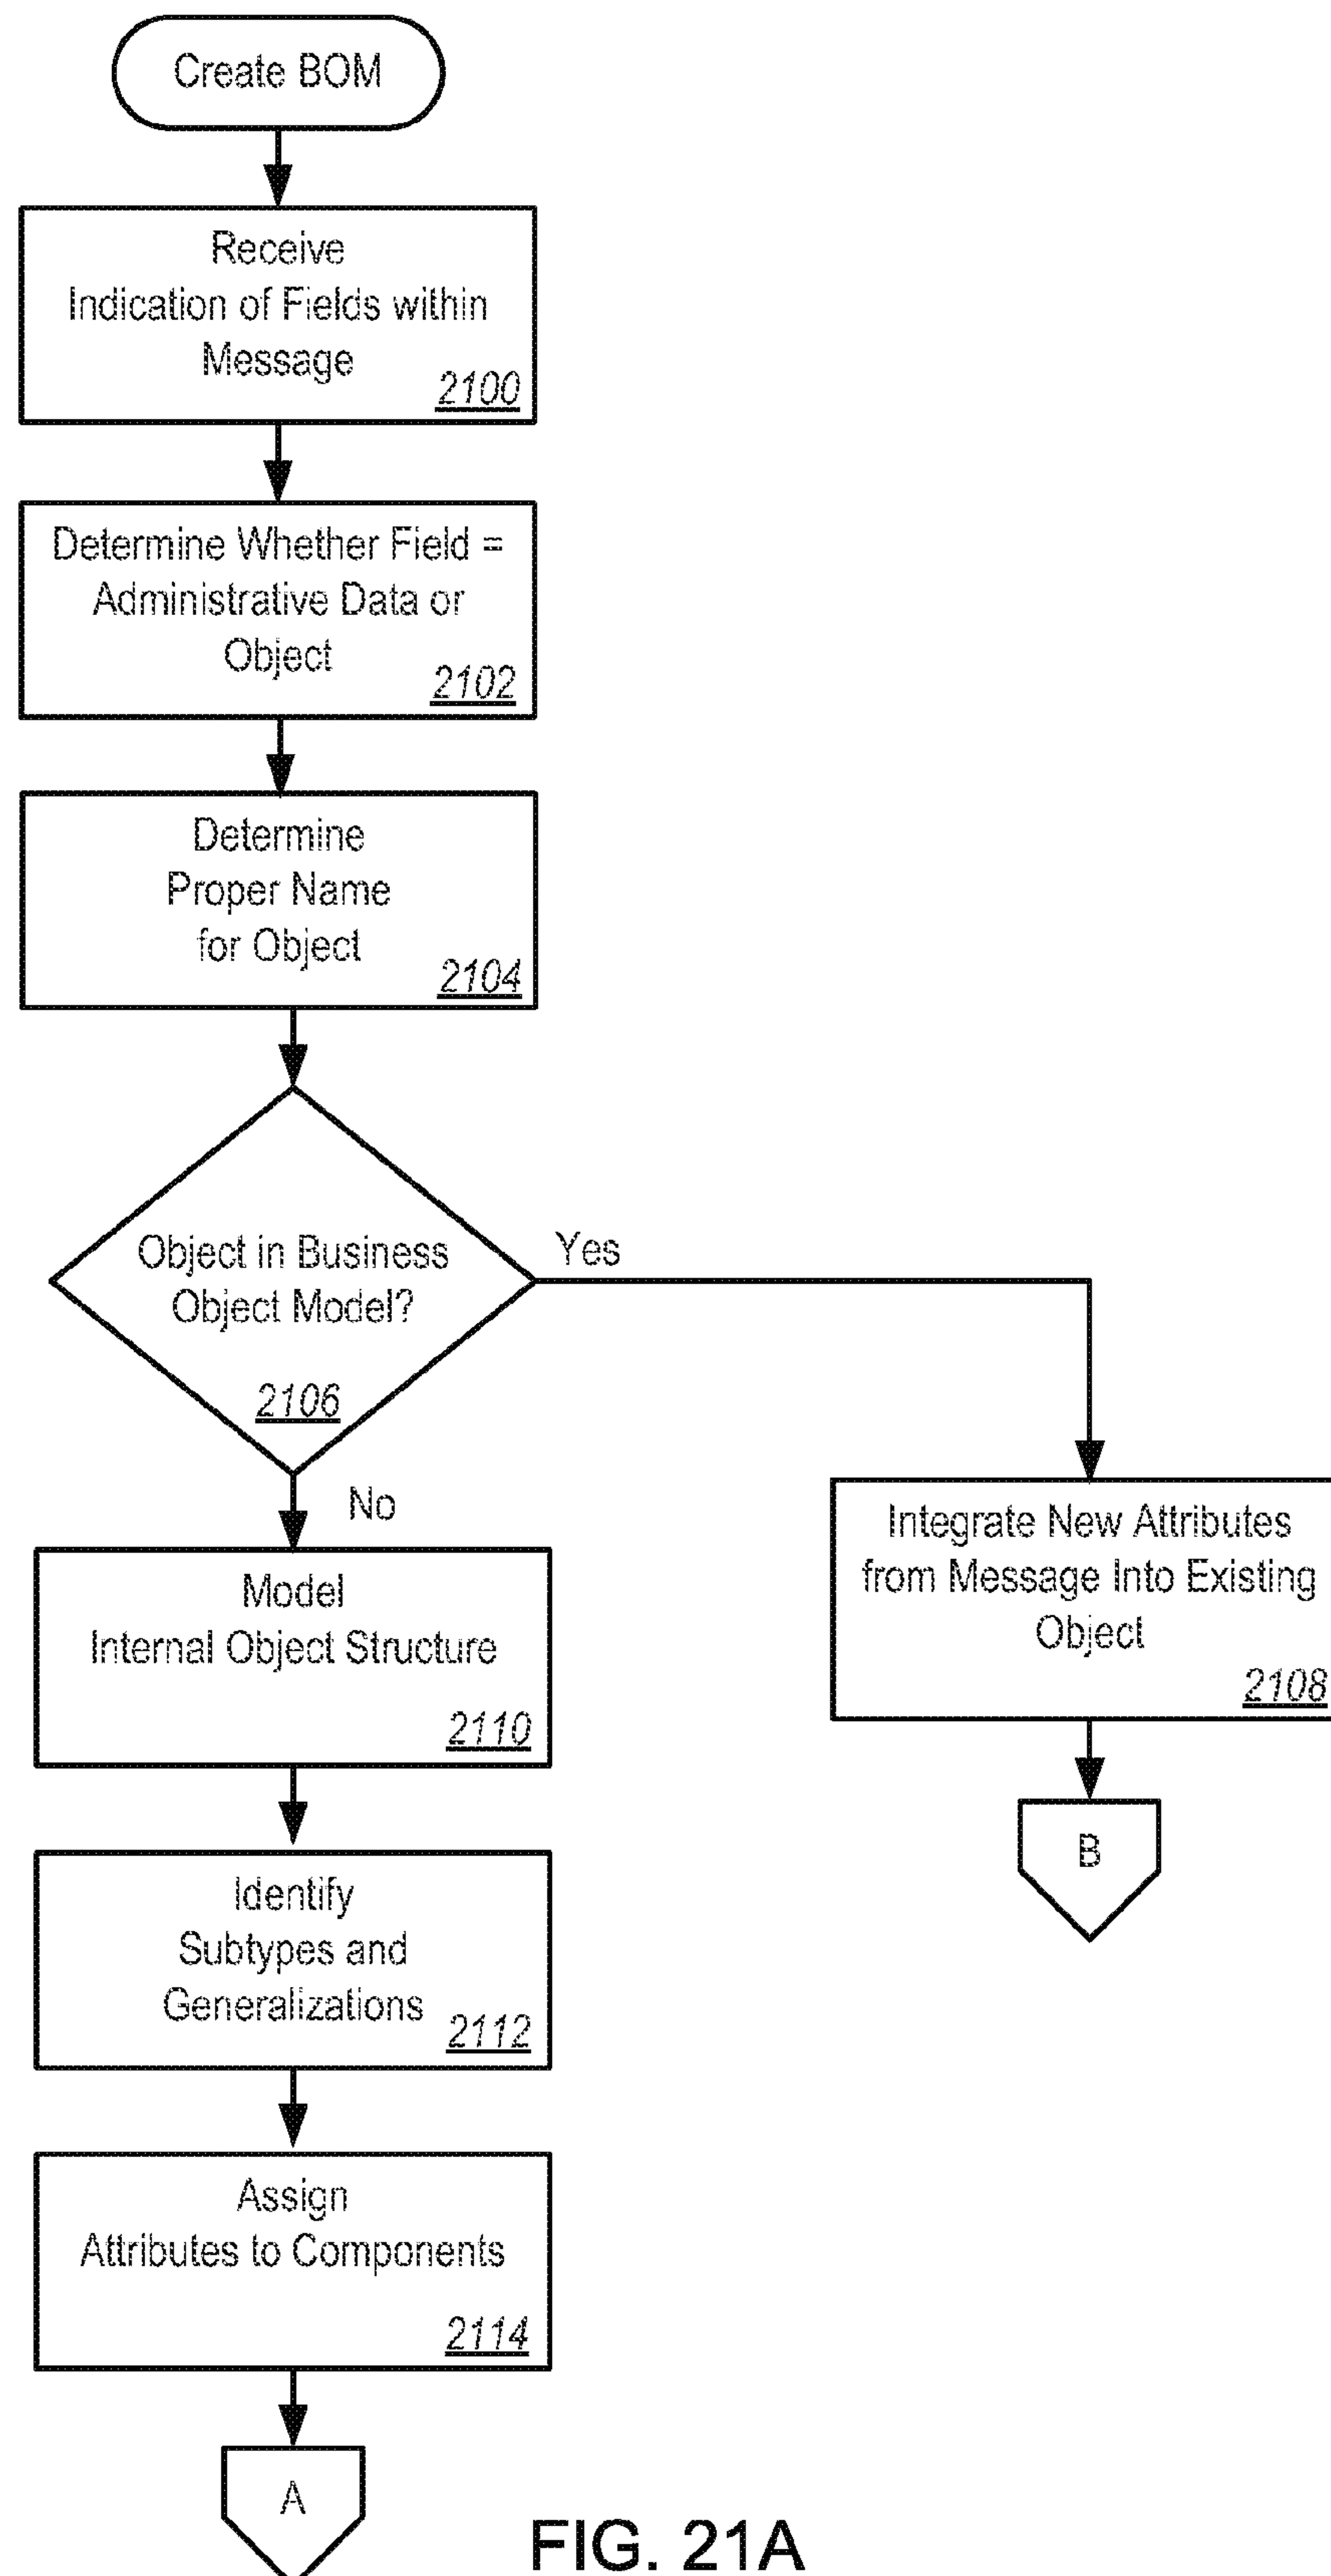 Create BOM
Receive
Indication of Fields within
Message
2100
Determine Whether Field =
Administrative Data or
Object
2102
Determine
Proper Name
for Object
2104
Object in Business
Object Model?
2106
Yes
No
Model
Internal Object Structure
2110
Integrate New Attributes
from Message Into Existing
Object
2108
B
Identify
Subtypes and
Generalizations
2112
Assign
Attributes to Components
2114
A
FIG. 21A